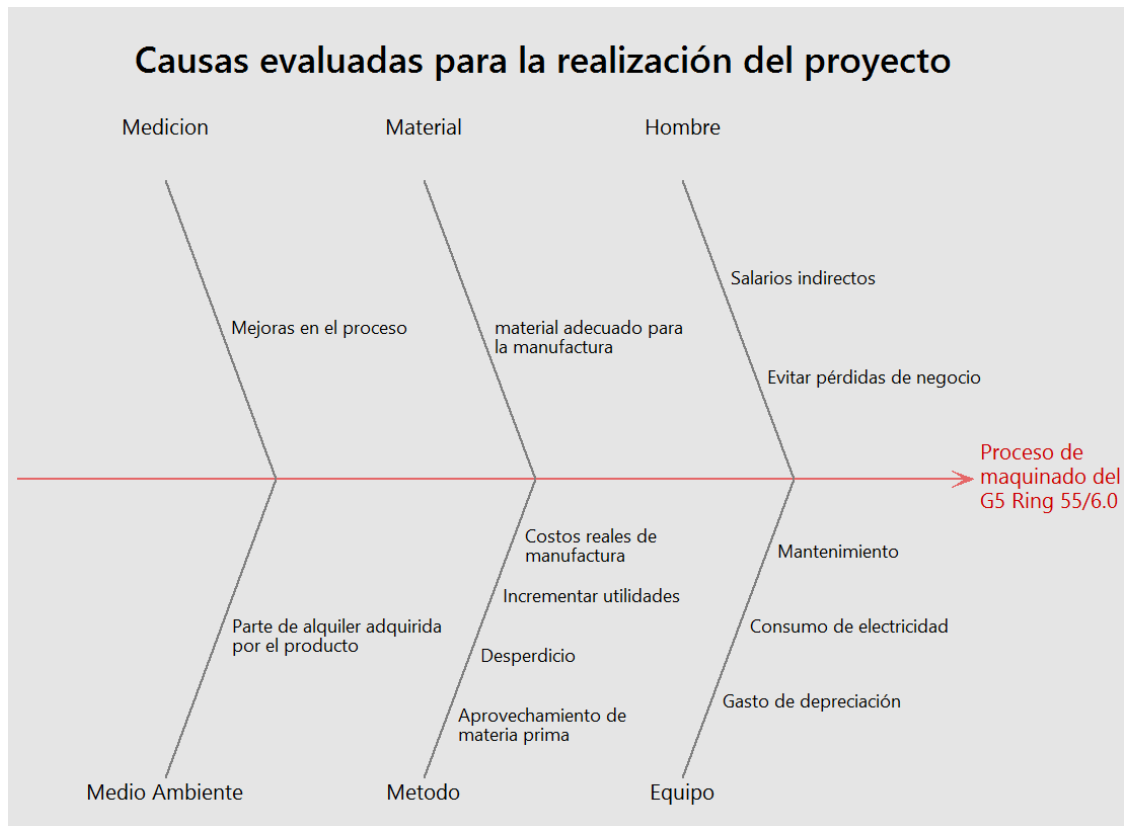 Causas evaluadas para la realización del proyecto
Medicion
Material
Hombre
Salarios indirectos
Mejoras en el proceso
material adecuado para
la manufactura
Evitar pérdidas de negocio
Proceso de
maquinado del
G5 Ring 55/6.0
Costos reales de
manufactura
Mantenimiento
Incrementar utilidades
Parte de alquiler adquirida
por el producto
Consumo de electricidad
Desperdicio
Gasto de depreciación
Aprovechamiento de
materia prima
Medio Ambiente
Metodo
Equipo